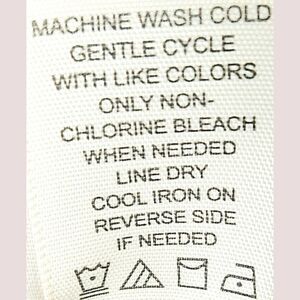 MACHINE WASH COLD
GENTLE CYCLE
WITH LIKE COLORS
ONLY NON-
CHLORINE BLEACH
WHEN NEEDED
LINE DRY
COOL IRON ON
REVERSE SIDE
IF NEEDED